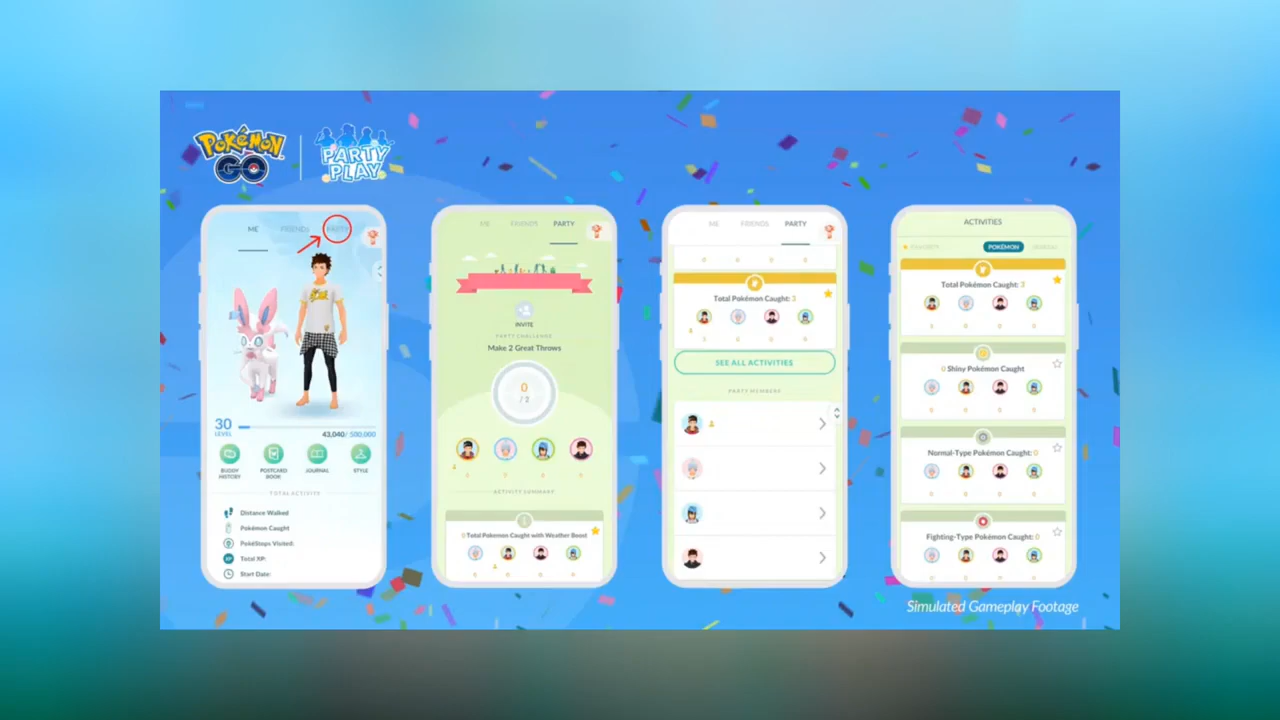 POKÉMON
GO
PARTY
PLAY
ME
FRIENDS
PARTY
30
LEVEL
43,040/ 500,000
BUDDY
HISTORY
POSTCARD
BOOK
JOURNAL
STYLE
TOTAL ACTIVITY
Distance Walked
Pokémon Caught
PokéStops Visited:
Total XP:
Start Date:
ME
FRIENDS
PARTY
INVITE
PARTY CHALLENGE
Make 2 Great Throws
0
/ 2
ACTIVITY SUMMARY
0 Total Pokemon Caught with Weather Boost
ME
FRIENDS
PARTY
Total Pokémon Caught: 3
SEE ALL ACTIVITIES
PARTY MEMBERS
ACTIVITIES
FAVORITE
POKÉMON
Total Pokémon Caught: 3
0 Shiny Pokémon Caught
Normal-Type Pokémon Caught: 0
Fighting-Type Pokémon Caught: 0
Simulated Gameplay Footage